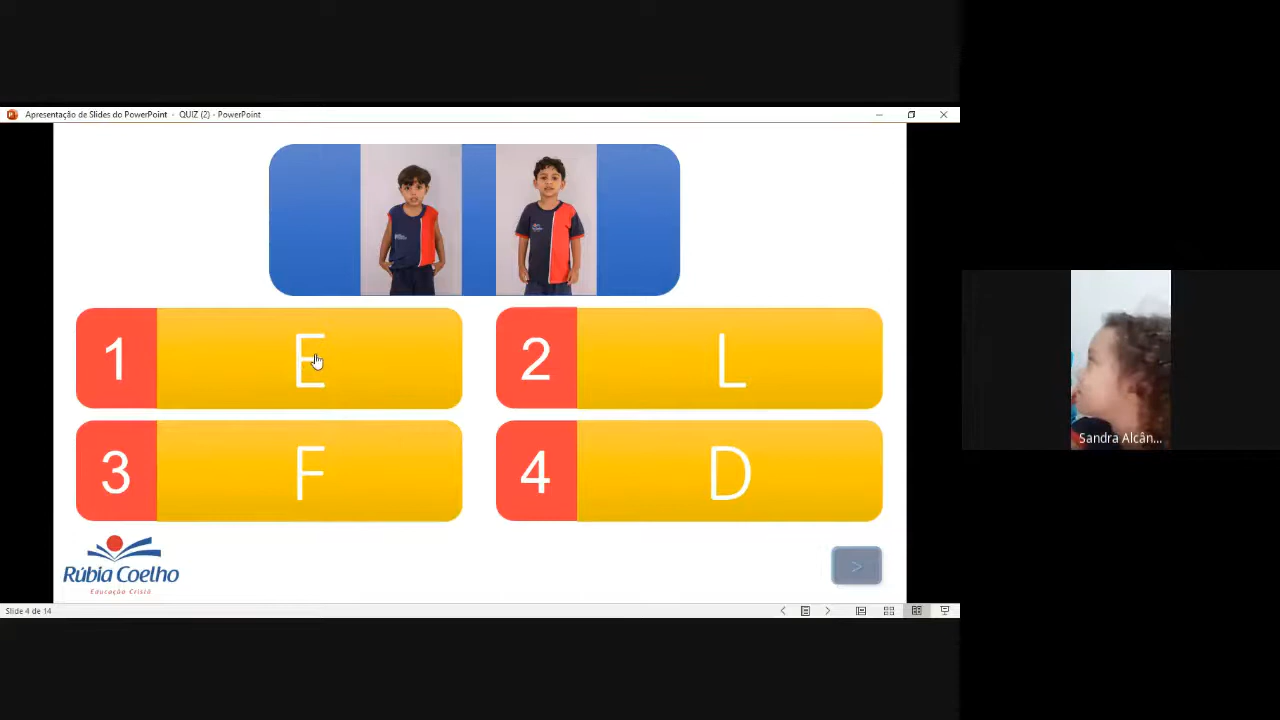 Apresentação de Slides do PowerPoint - QUIZ (2) - PowerPoint
1 E
2 L
3 F
4 D
Rúbia Coelho
Educação Cristã
>
Slide 4 de 14
Sandra Alcân...